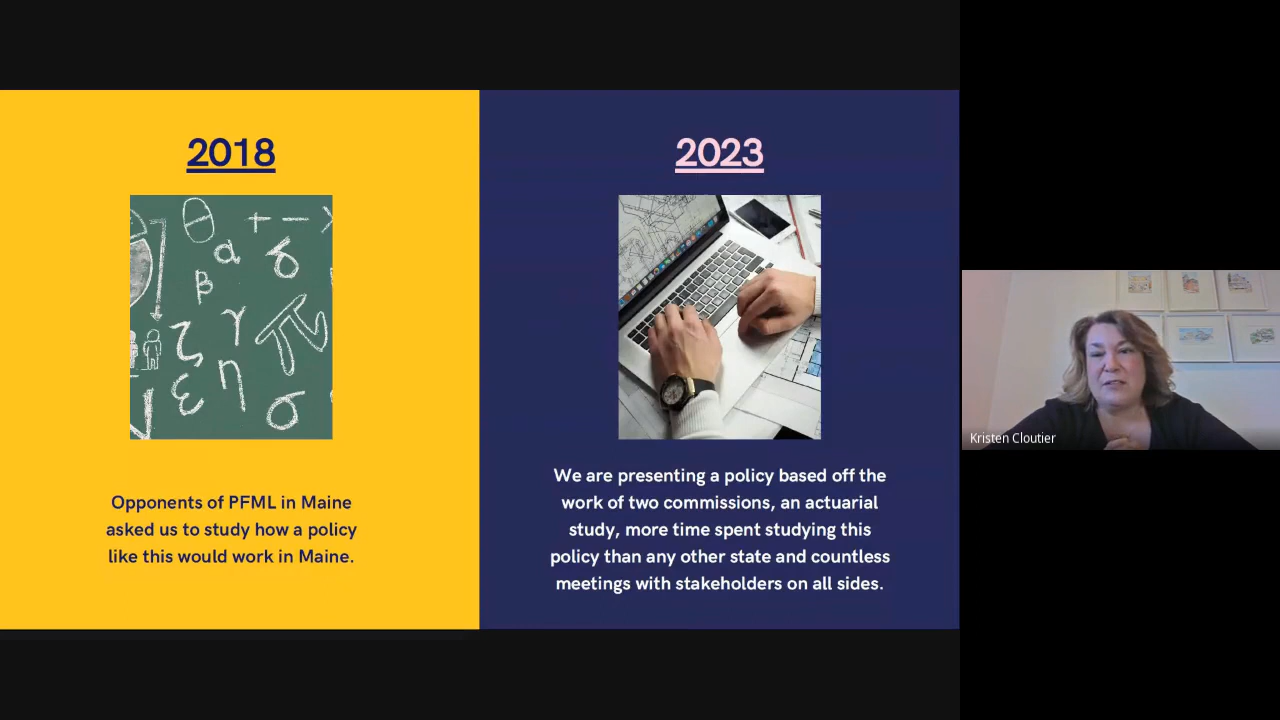 2018
θ + − >
α δ
β
γ π
ζ
η
ε σ
Opponents of PFML in Maine
asked us to study how a policy
like this would work in Maine.
2023
We are presenting a policy based off the
work of two commissions, an actuarial
study, more time spent studying this
policy than any other state and countless
meetings with stakeholders on all sides.
Kristen Cloutier